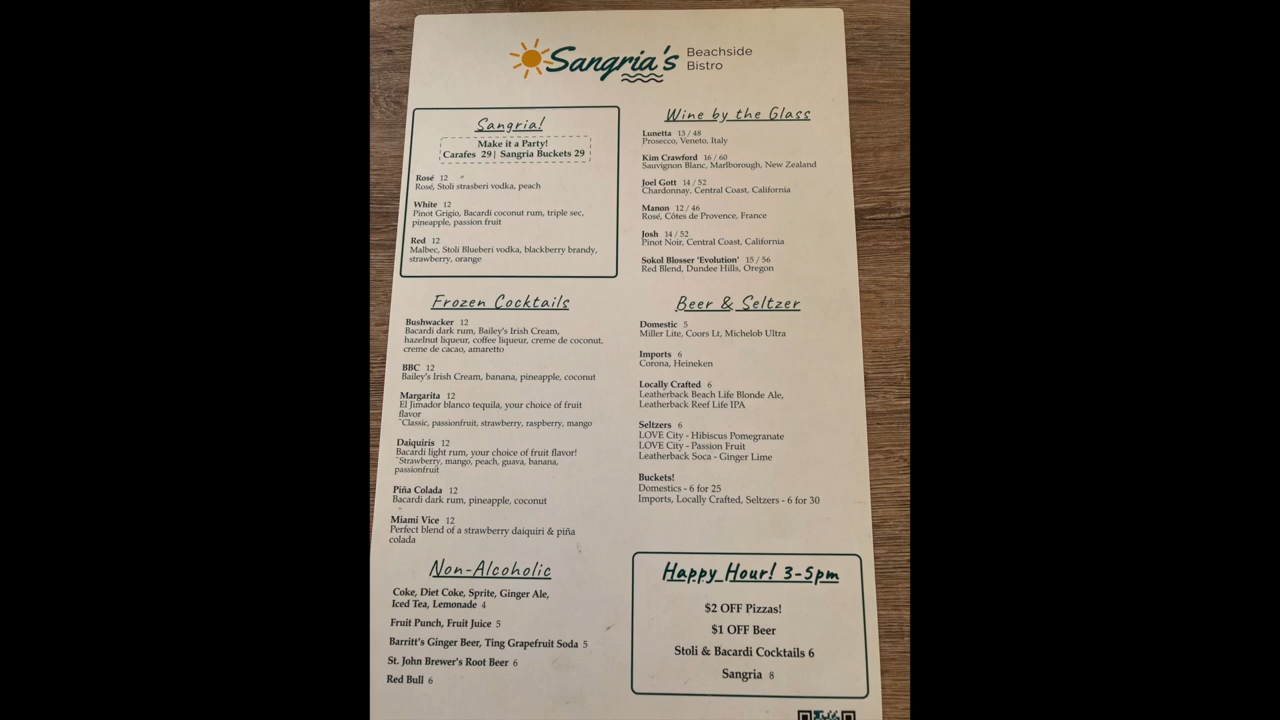 Sangria's Beachside
Bistro
Sangria!
Make it a Party!
Carafes 29| Sangria Buckets 29
Rosé 12
Rosé, Stoli strasberi vodka, peach
White 12
Pinot Grigio, Bacardi coconut rum, triple sec,
pineapple, passion fruit
Red 12
Malbec, Stoli Blueberi vodka, blackberry brandy,
strawberry, orange
Frozen Cocktails
Bushwacker 12
Bacardi dark rum, Bailey's Irish Cream,
hazelnut liqueur, coffee liqueur, creme de coconut,
creme de cacao, amaretto
BBC 12
Bailey's Irish Cream, banana, pineapple, coconut
Margarita 12
El Jimador blanco tequila, your choice of fruit
flavor
~Classic, passionfruit, strawberry, raspberry, mango
Daiquiris 12
Bacardi light rum, your choice of fruit flavor!
~Strawberry, mango, peach, guava, banana,
passionfruit
Piña Colada 12
Bacardi dark rum, pineapple, coconut
Miami Vice 12
Perfect blend of a strawberry daiquiri & piña
colada
Non-Alcoholic
Coke, Diet Coke, Sprite, Ginger Ale,
Iced Tea, Lemonade 4
Fruit Punch, Fruit Juice 5
Barritt's Ginger Beer, Ting Grapefruit Soda 5
St. John Brewer's Root Beer 6
Red Bull 6
Wine by the Glass
Lunetta 13 / 48
Prosecco, Veneto, Italy
Kim Crawford 16 / 60
Sauvignon Blanc, Marlborough, New Zealand
Joel Gott 14 / 52
Chardonnay, Central Coast, California
Manon 12 / 46
Rosé, Côtes de Provence, France
Josh 14 / 52
Pinot Noir, Central Coast, California
Sokol Blosser 'Evolution' 15 / 56
Red Blend, Dundee Hills, Oregon
Beer & Seltzer
Domestic 5
Miller Lite, Coors Lt, Michelob Ultra
Imports 6
Corona, Heineken
Locally Crafted 6
Leatherback Beach Life Blonde Ale,
Leatherback Reef Life IPA
Seltzers 6
LOVE City - Hibiscus Pomegranate
LOVE City - Passion Fruit
Leatherback Soca - Ginger Lime
Buckets!
Domestics - 6 for 25
Imports, Locally Crafted, Seltzers - 6 for 30
Happy Hour! 3-5pm
$2 OFF Pizzas!
$1 OFF Beer
Stoli & Bacardi Cocktails 6
Sangria 8